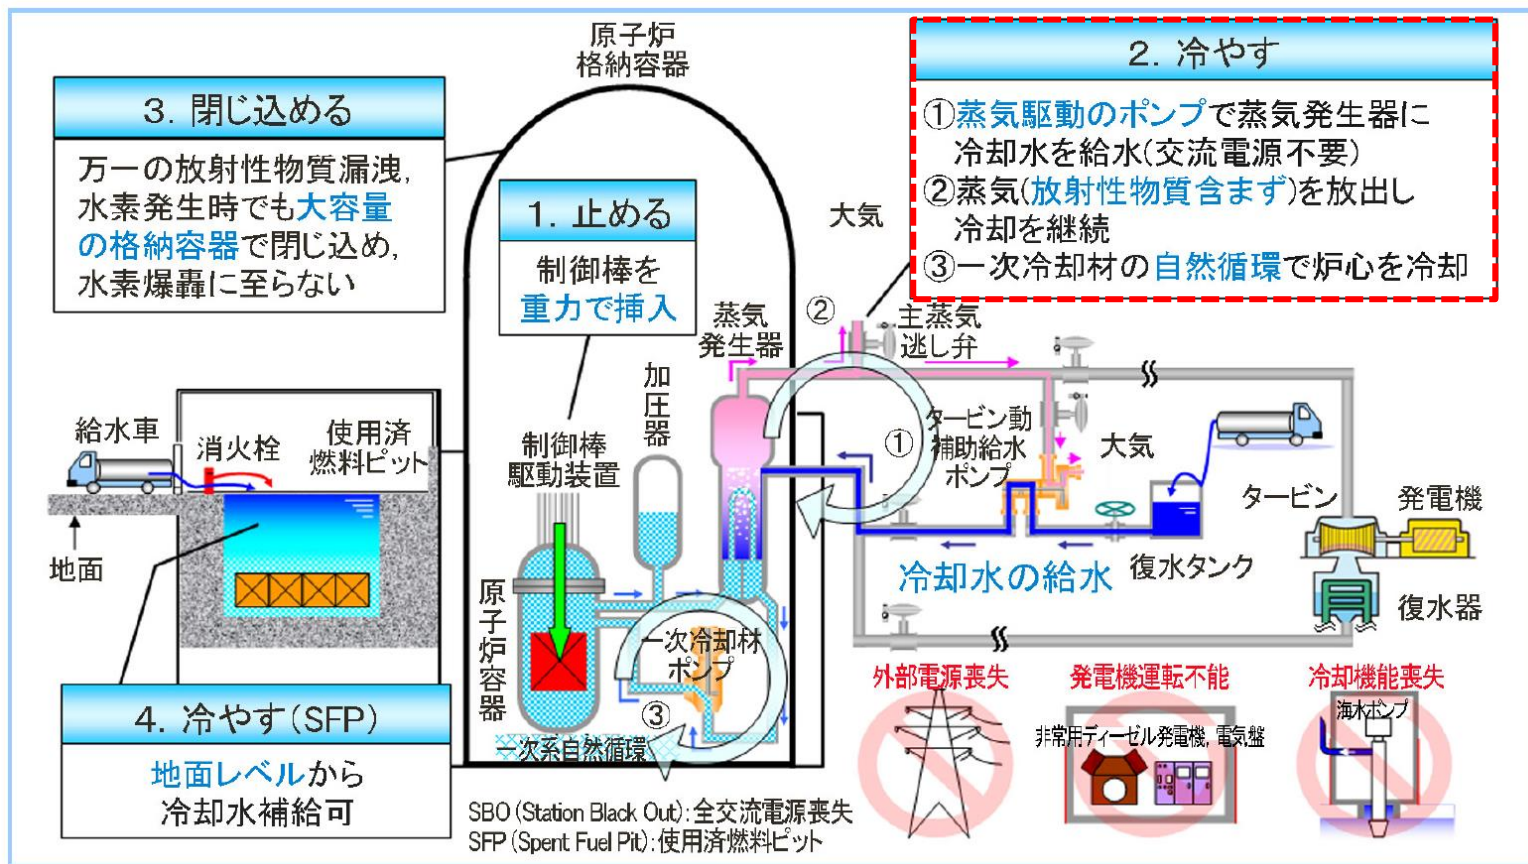 原子炉
格納容器
3. 閉じ込める
万一の放射性物質漏洩,
水素発生時でも大容量
の格納容器で閉じ込め,
水素爆轟に至らない
1. 止める
制御棒を
重力で挿入
2. 冷やす
①蒸気駆動のポンプで蒸気発生器に
冷却水を給水(交流電源不要)
②蒸気(放射性物質含まず)を放出し
冷却を継続
③一次冷却材の自然循環で炉心を冷却
大気
蒸気
発生器
②
主蒸気
逃し弁
加圧器
給水車
消火栓
使用済
燃料ピット
地面
制御棒
駆動装置
①
タービン動
補助給水
ポンプ
大気
タービン
発電機
冷却水の給水
復水タンク
復水器
原子炉容器
一次冷却材
ポンプ
③
一次系自然循環
4. 冷やす(SFP)
地面レベルから
冷却水補給可
外部電源喪失
発電機運転不能
非常用ディーゼル発電機, 電気盤
冷却機能喪失
海水ポンプ
SBO (Station Black Out): 全交流電源喪失
SFP (Spent Fuel Pit): 使用済燃料ピット